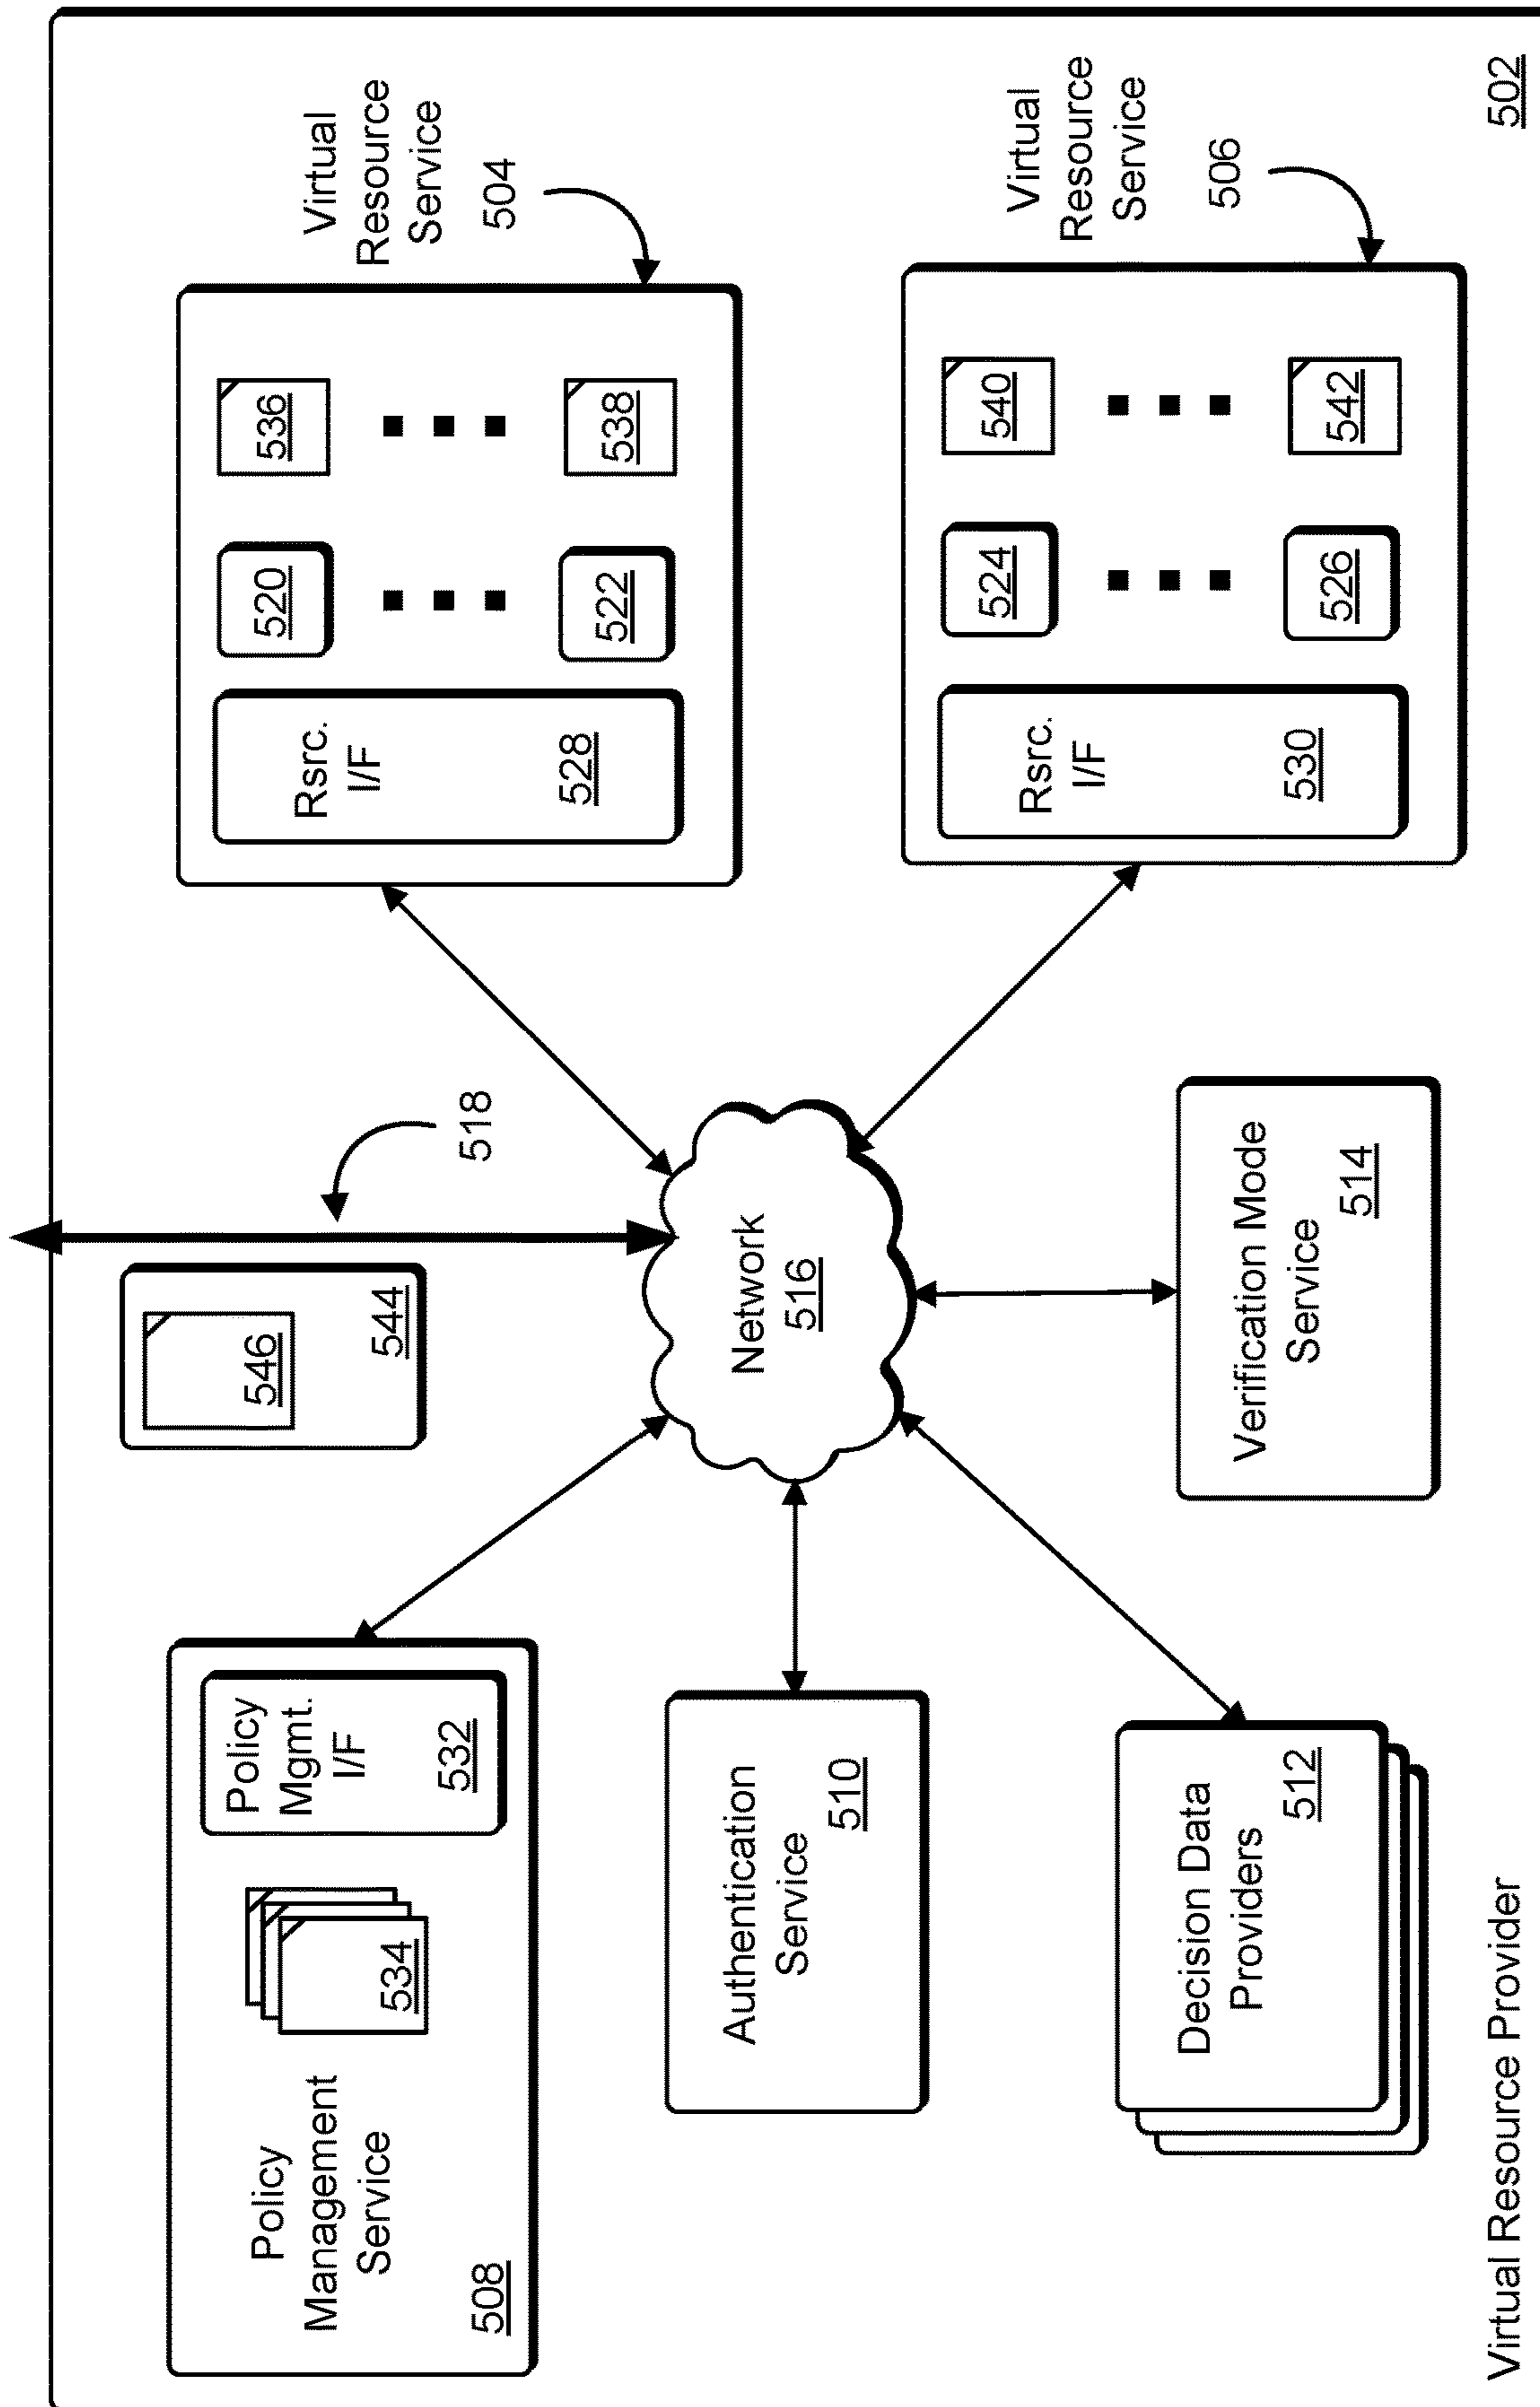 Policy
Management
Service
508
534
Policy
Mgmt.
I/F
532
546
544
518
Virtual
Resource
Service
504
Rsrc.
I/F
528
520
522
536
538
Authentication
Service
510
Network
516
Decision Data
Providers
512
Verification Mode
Service
514
Virtual
Resource
Service
506
Rsrc.
I/F
530
524
526
540
542
Virtual Resource Provider
502